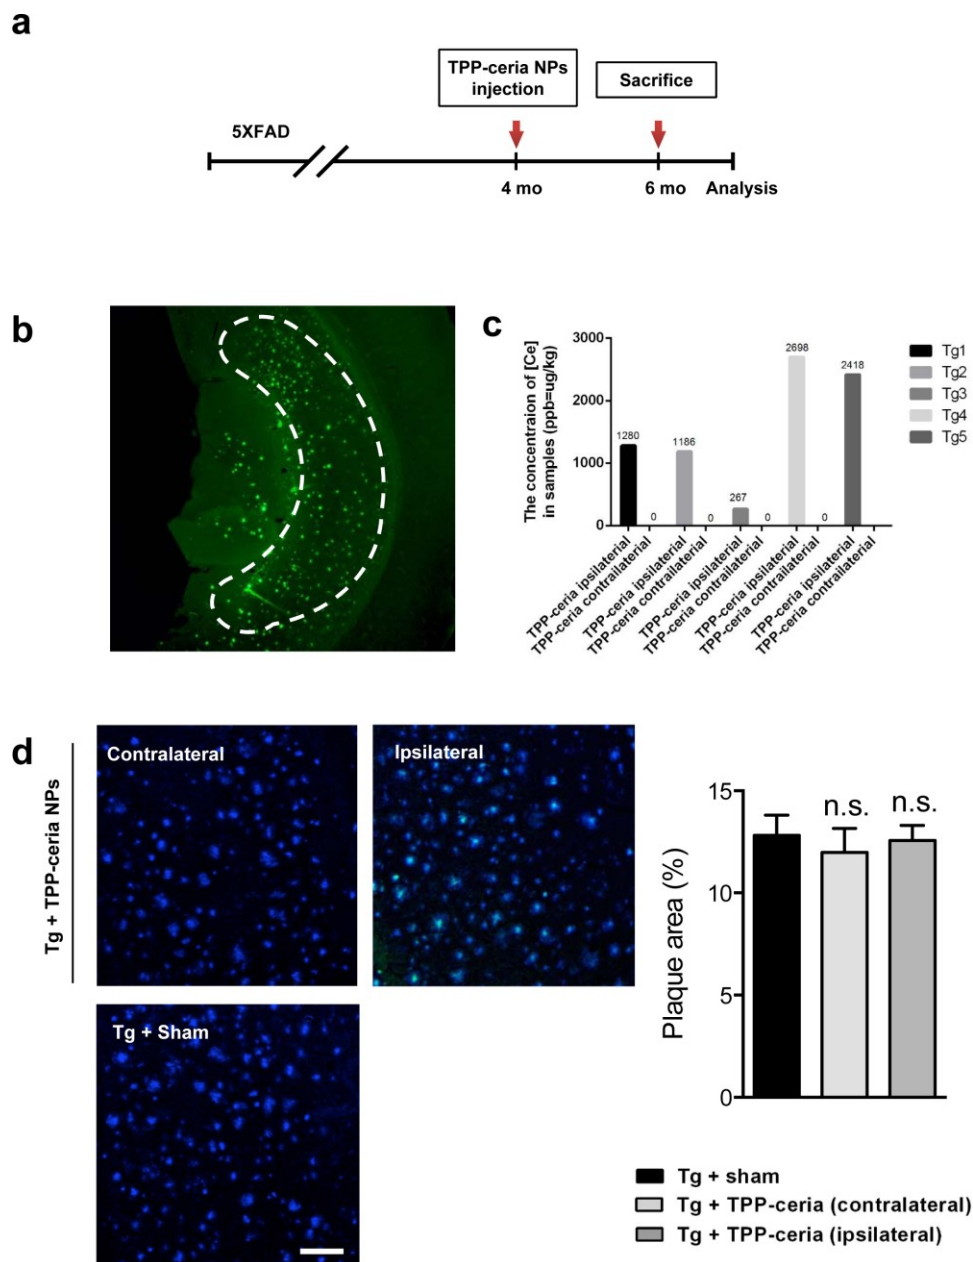 a
TPP-ceria NPs
injection
Sacrifice
5XFAD
4 mo
6 mo
Analysis
b
c
The concentraion of [Ce]
in samples (ppb=ug/kg)
3000
2000
1000
0
1280
0
1186
0
267
0
2698
0
2418
TPP-ceria ipsilaterial
TPP-ceria contrailaterial
TPP-ceria ipsilaterial
TPP-ceria contrailaterial
TPP-ceria ipsilaterial
TPP-ceria contrailaterial
TPP-ceria ipsilaterial
TPP-ceria contrailaterial
TPP-ceria ipsilaterial
TPP-ceria contrailaterial
Tg1
Tg2
Tg3
Tg4
Tg5
d
Tg + TPP-ceria NPs
Contralateral
Ipsilateral
Tg + Sham
Plaque area (%)
15
10
5
0
n.s.
n.s.
Tg + sham
Tg + TPP-ceria (contralateral)
Tg + TPP-ceria (ipsilateral)